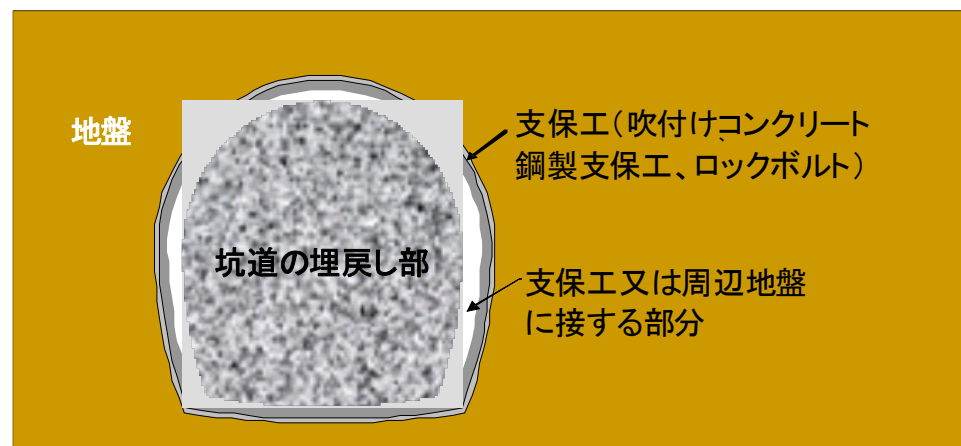 地盤
支保工(吹付けコンクリート
鋼製支保工、ロックボルト)
坑道の埋戻し部
支保工又は周辺地盤
に接する部分